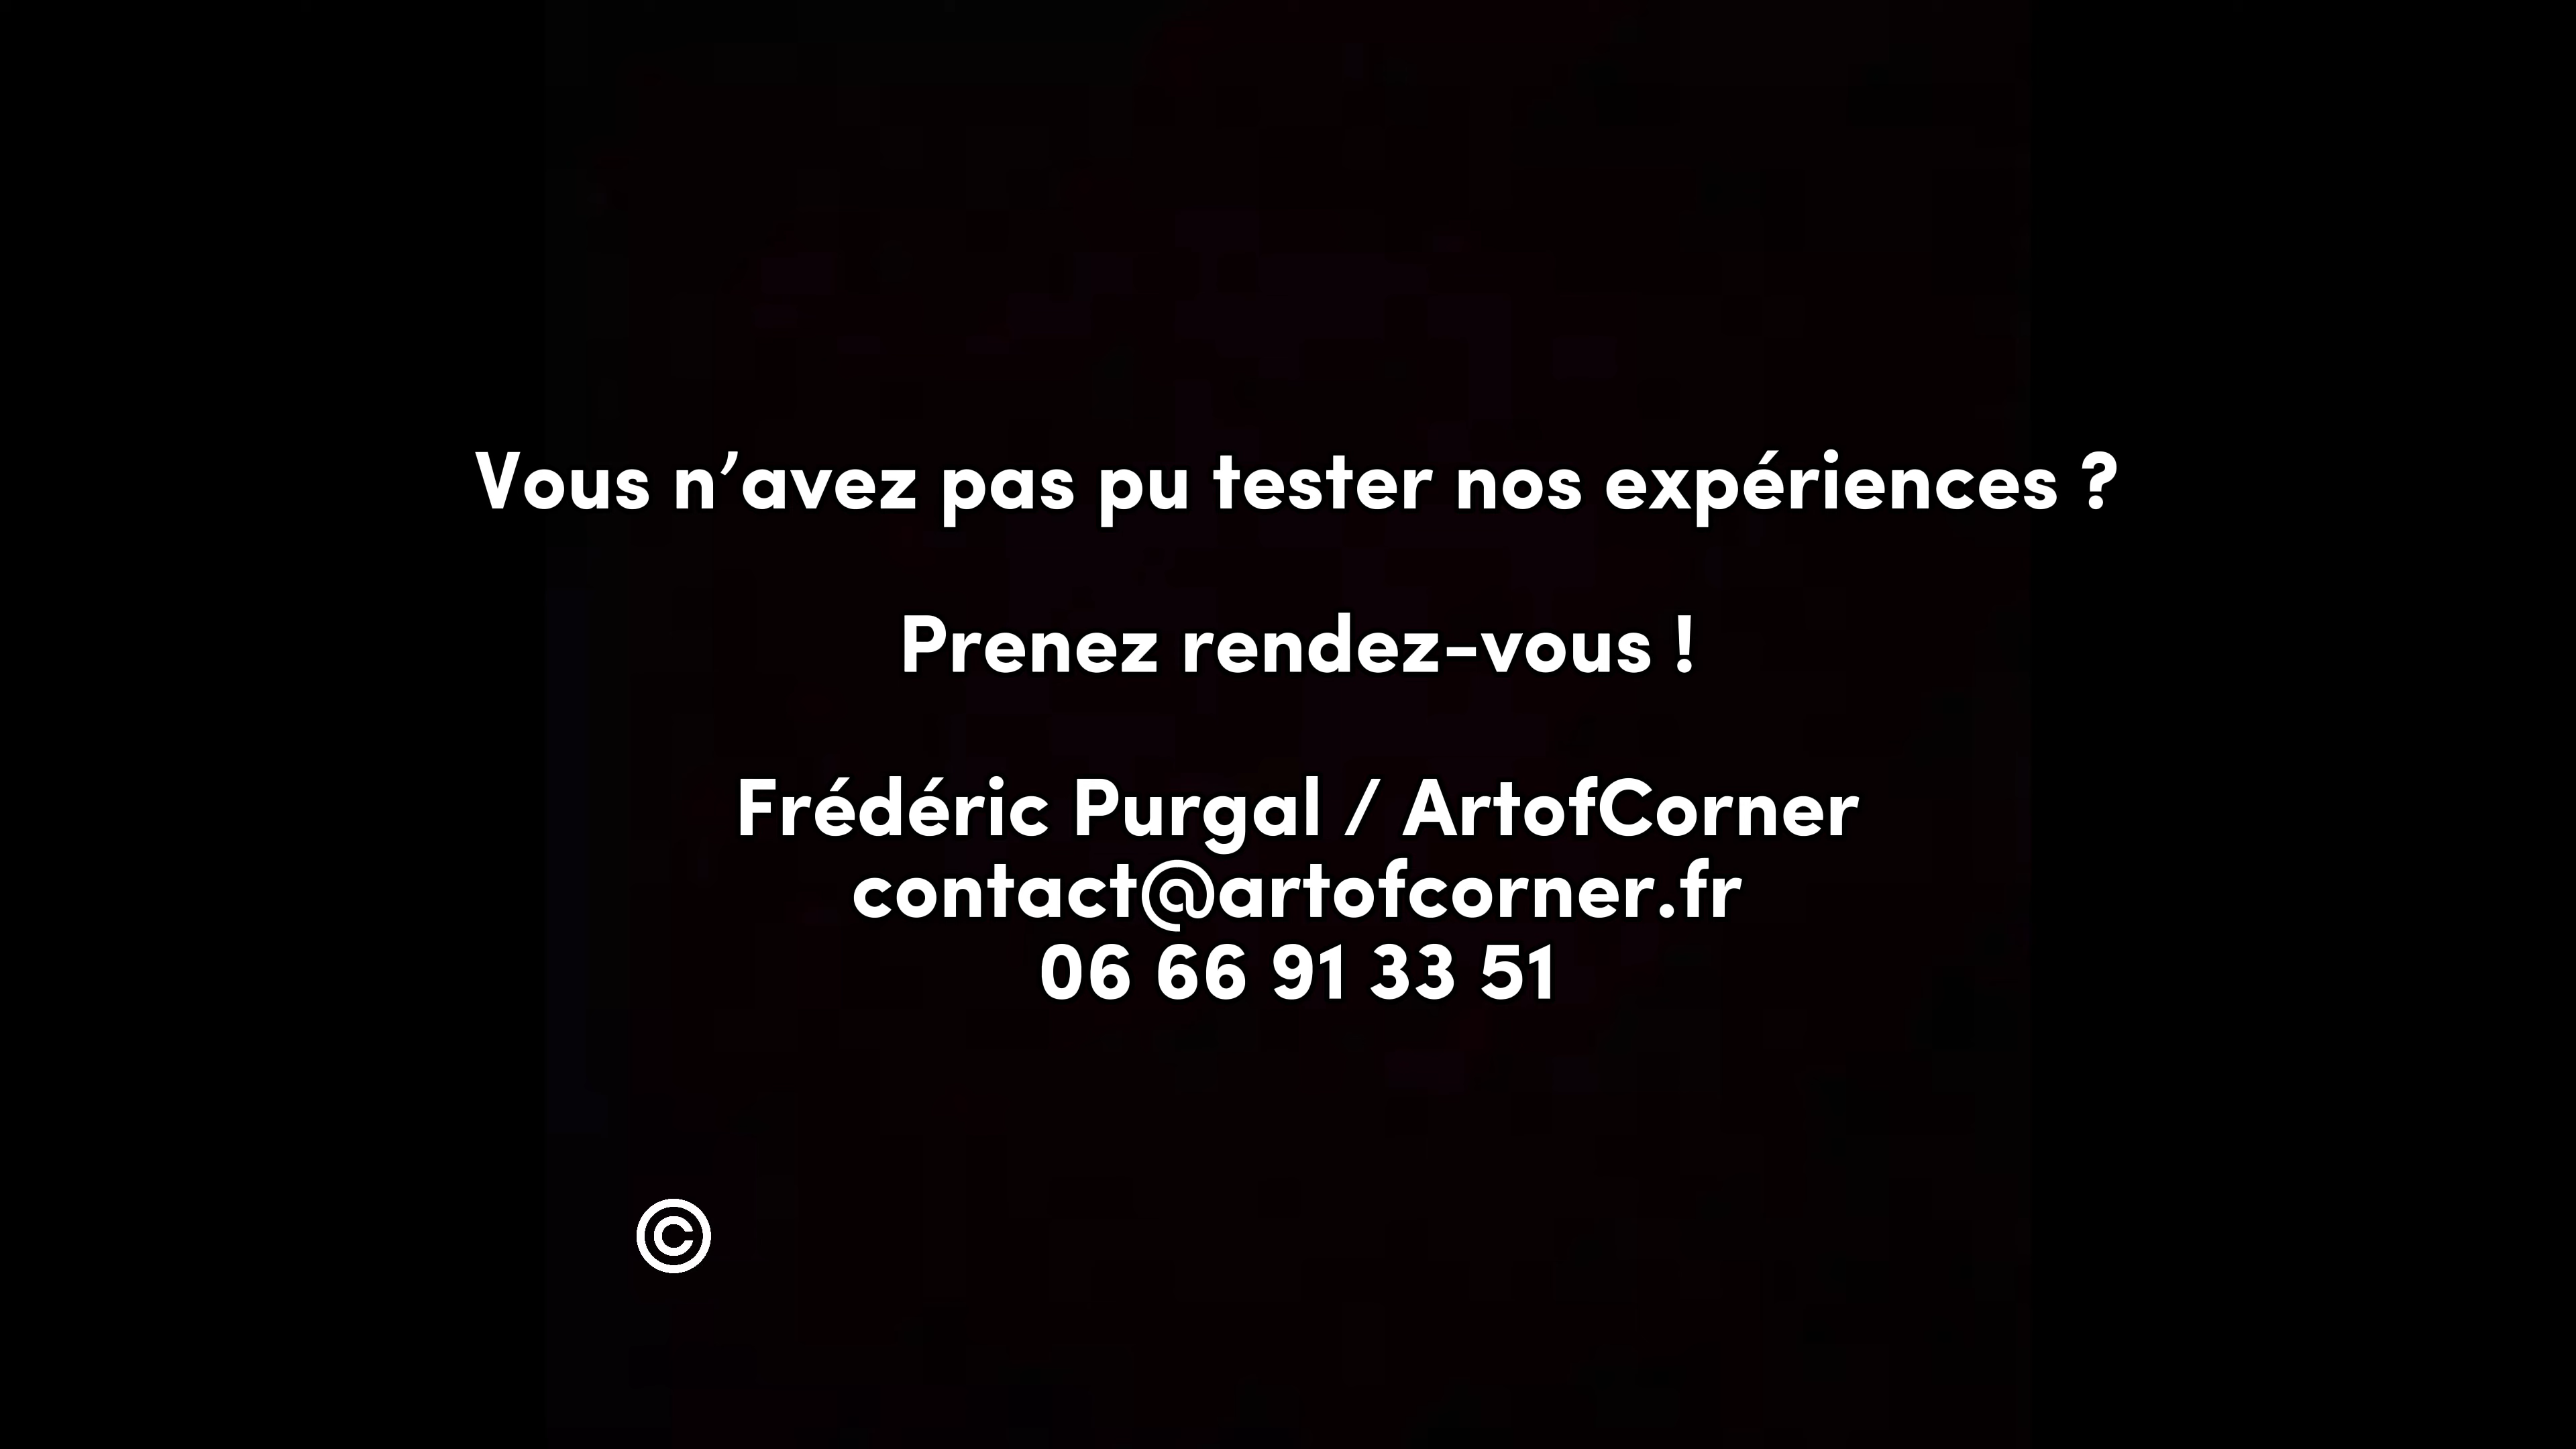 Vous n’avez pas pu tester nos expériences ?
Prenez rendez-vous !
Frédéric Purgal / ArtofCorner
contact@artofcorner.fr
06 66 91 33 51
©